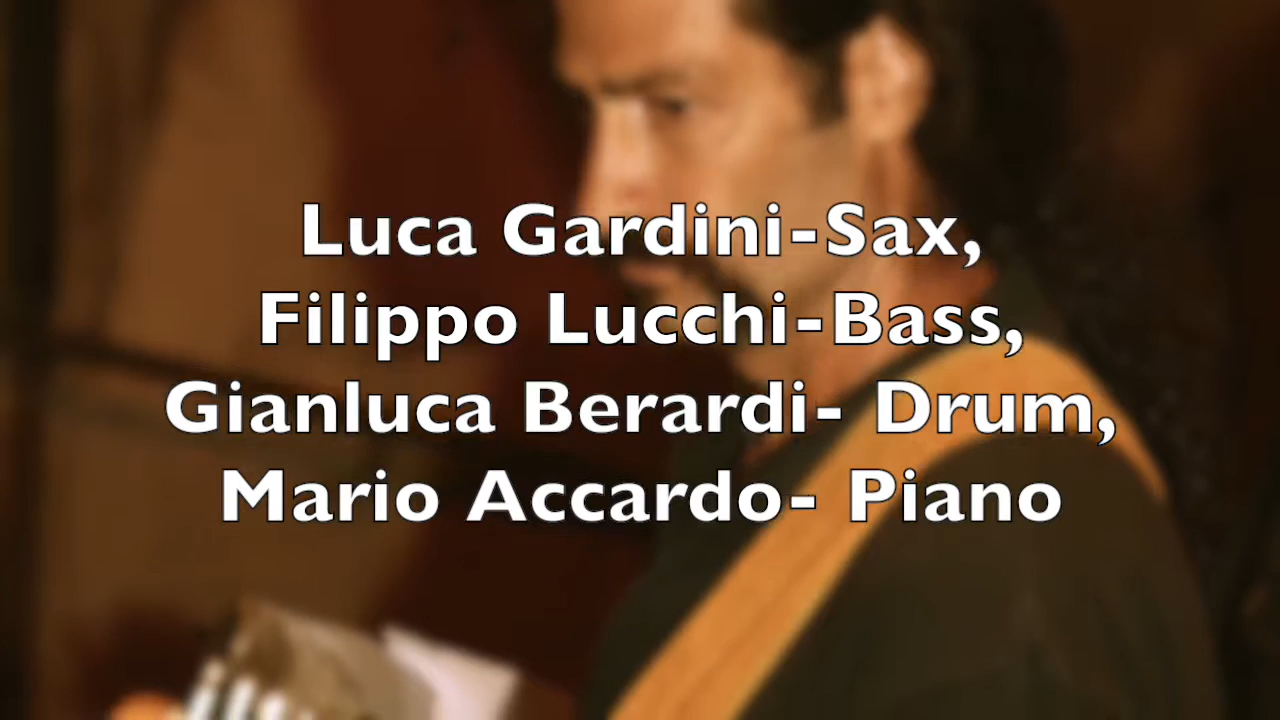 Luca Gardini-Sax,
Filippo Lucchi-Bass,
Gianluca Berardi- Drum,
Mario Accardo- Piano